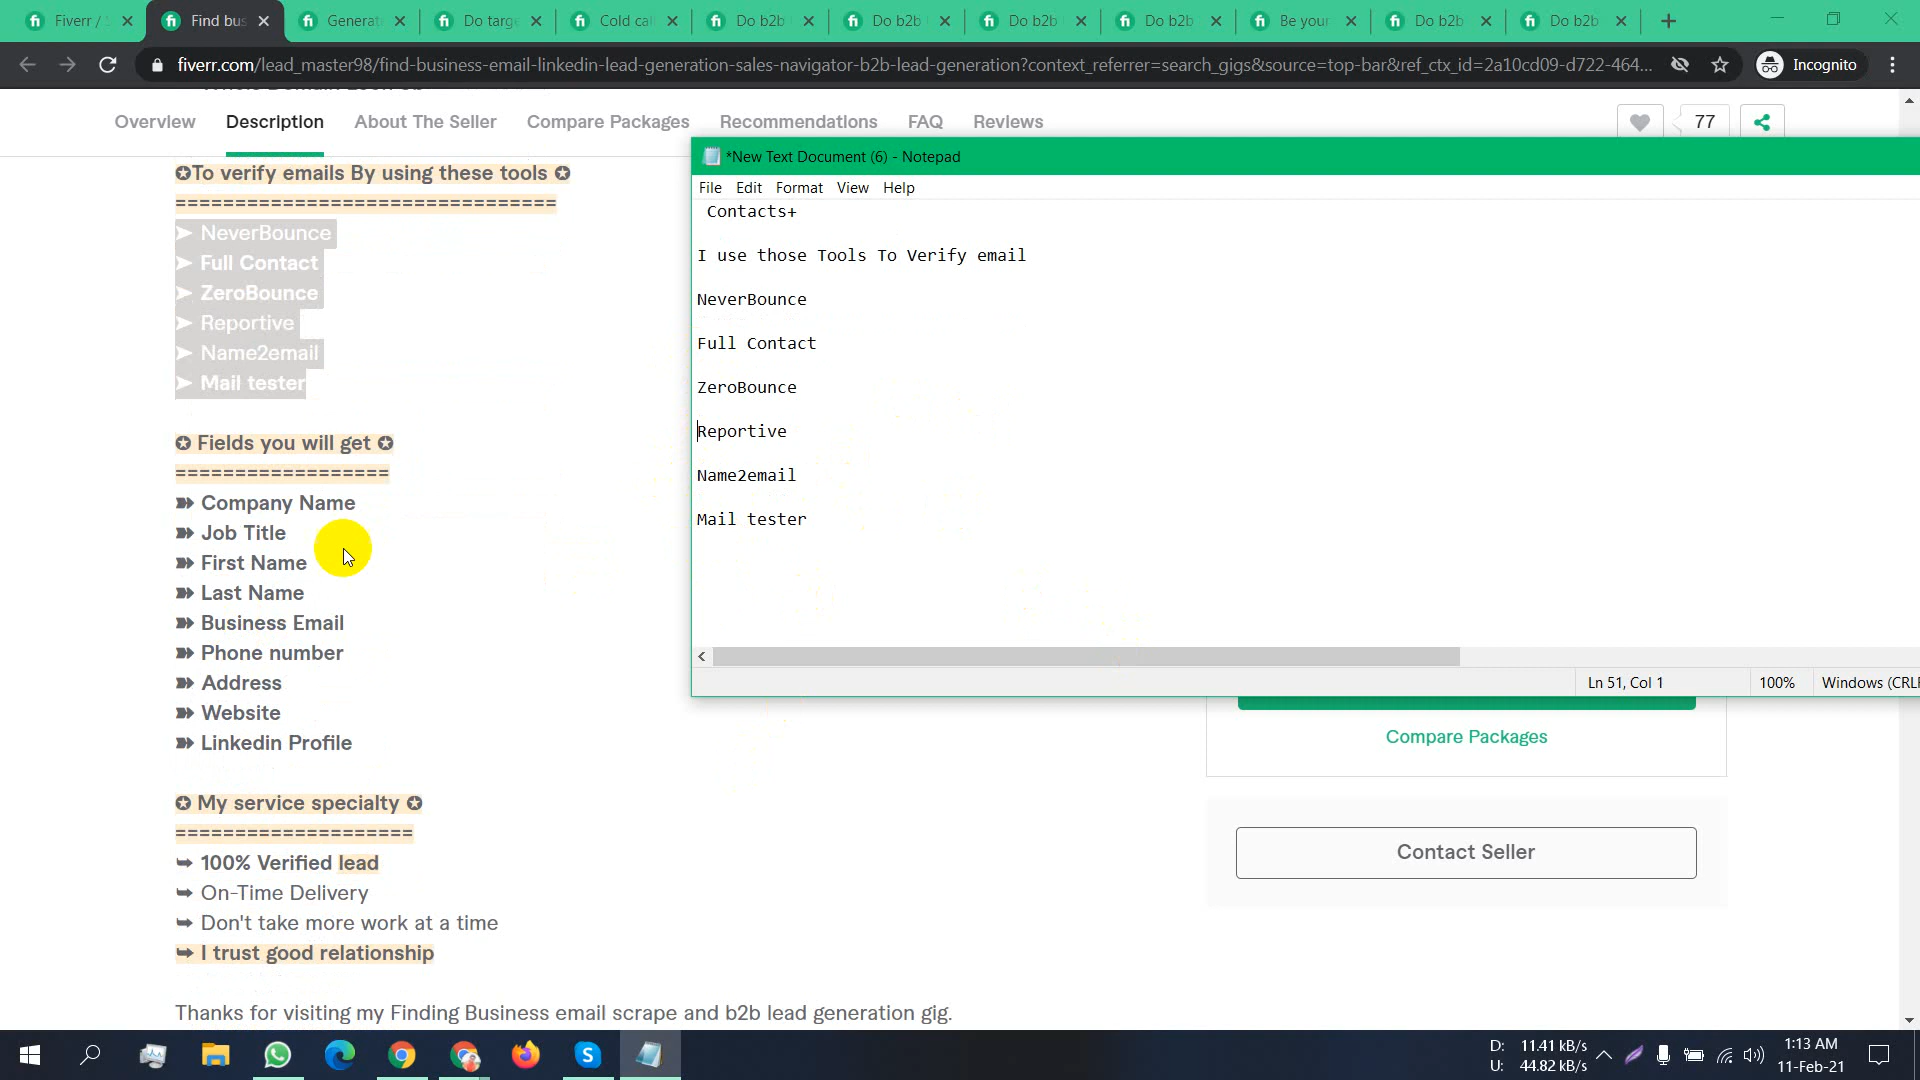 Fiverr /
Find bus
Generat
Do targ
Cold cal
Do b2b
Do b2b
Do b2b
Do b2b
Be your
Do b2b
Do b2b
fiverr.com/lead_master98/find-business-email-linkedin-lead-generation-sales-navigator-b2b-lead-generation?context_referrer=search_gigs&source=top-bar&ref_ctx_id=2a10cd09-d722-464...
Incognito
Overview
Description
About The Seller
Compare Packages
Recommendations
FAQ
Reviews
77
✪To verify emails By using these tools ✪
================================
➤ NeverBounce
➤ Full Contact
➤ ZeroBounce
➤ Reportive
➤ Name2email
➤ Mail tester
✪ Fields you will get ✪
==================
➽ Company Name
➽ Job Title
➽ First Name
➽ Last Name
➽ Business Email
➽ Phone number
➽ Address
➽ Website
➽ Linkedin Profile
✪ My service specialty ✪
====================
➥ 100% Verified lead
➥ On-Time Delivery
➥ Don't take more work at a time
➥ I trust good relationship
Thanks for visiting my Finding Business email scrape and b2b lead generation gig.
*New Text Document (6) - Notepad
File Edit Format View Help
Contacts+
I use those Tools To Verify email
NeverBounce
Full Contact
ZeroBounce
Reportive
Name2email
Mail tester
Ln 51, Col 1
100%
Windows (CRLF
Compare Packages
Contact Seller
D: 11.41 kB/s
U: 44.82 kB/s
1:13 AM
11-Feb-21